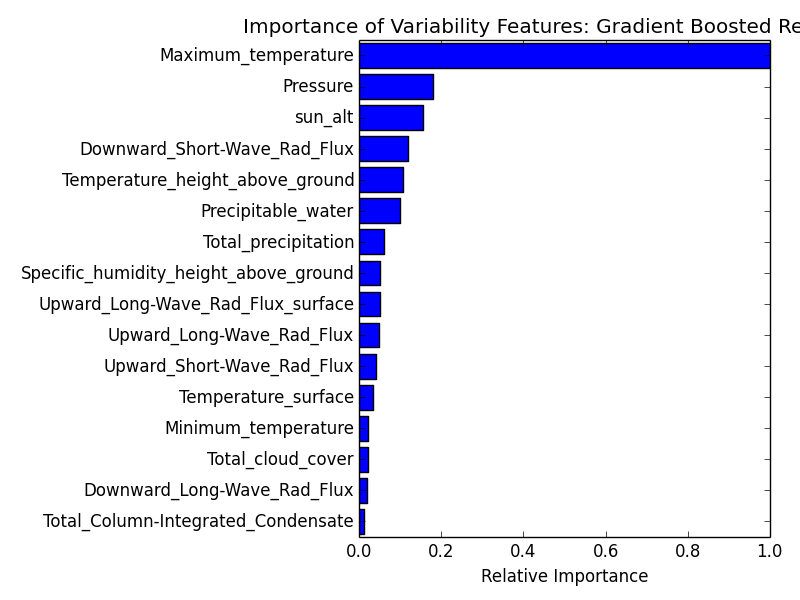 Importance of Variability Features: Gradient Boosted Re
Maximum_temperature
Pressure
sun_alt
Downward_Short-Wave_Rad_Flux
Temperature_height_above_ground
Precipitable_water
Total_precipitation
Specific_humidity_height_above_ground
Upward_Long-Wave_Rad_Flux_surface
Upward_Long-Wave_Rad_Flux
Upward_Short-Wave_Rad_Flux
Temperature_surface
Minimum_temperature
Total_cloud_cover
Downward_Long-Wave_Rad_Flux
Total_Column-Integrated_Condensate
0.0 0.2 0.4 0.6 0.8 1.0
Relative Importance